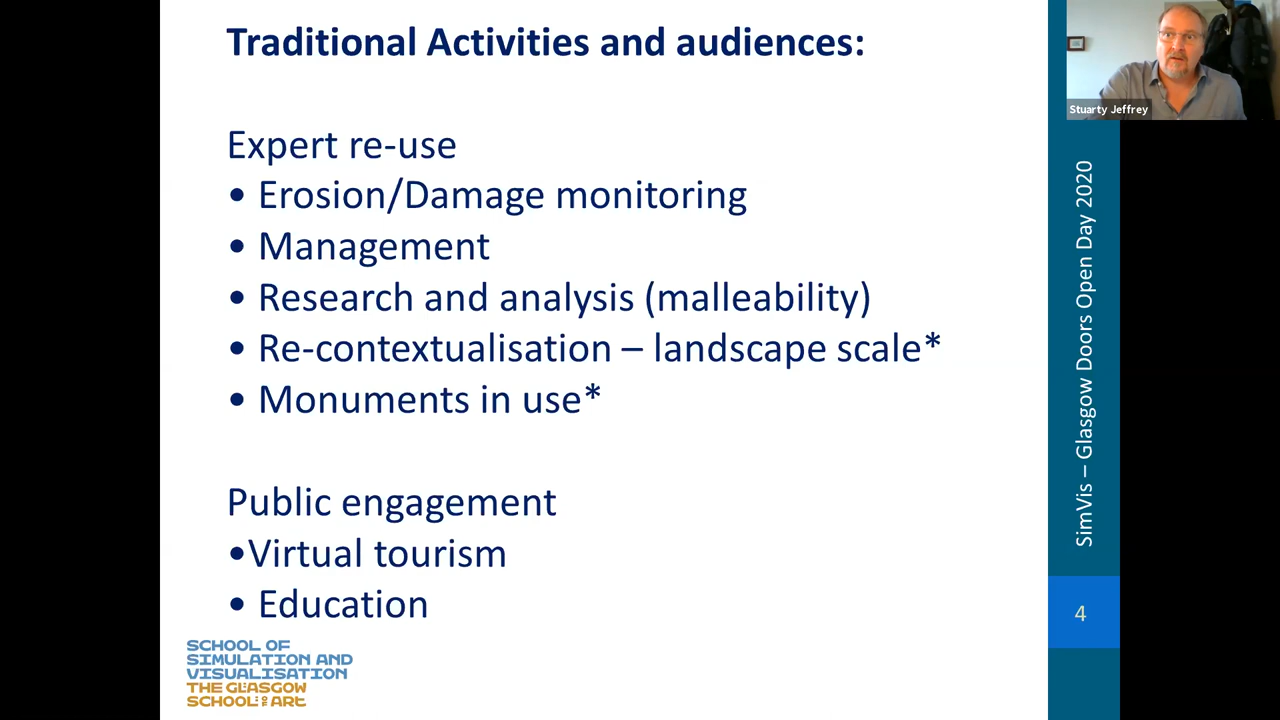 Traditional Activities and audiences:
Expert re-use
• Erosion/Damage monitoring
• Management
• Research and analysis (malleability)
• Re-contextualisation – landscape scale*
• Monuments in use*
Public engagement
•Virtual tourism
• Education
SCHOOL OF
SIMULATION AND
VISUALISATION
THE GLASGOW
SCHOOL OF ART
Stuarty Jeffrey
SimVis – Glasgow Doors Open Day 2020
4